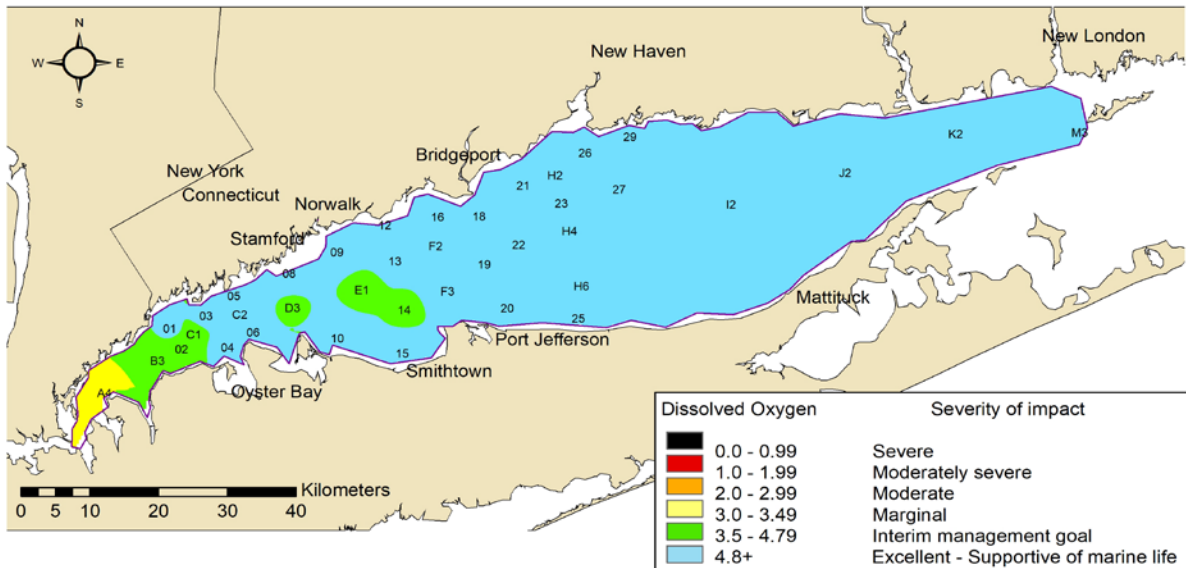 N
W E
S
New London
New Haven
K2
M3
29
26
Bridgeport
H2
J2
New York
21
27
Connecticut
23
I2
Norwalk
16
18
12
H4
Stamford
F2
22
09
13
19
08
E1
F3
H6
05
D3
Mattituck
03
C2
14
20
25
01
C1
06
10
Port Jefferson
02
04
15
B3
Smithtown
A4
Oyster Bay
Kilometers
0 5 10 20 30 40
Dissolved Oxygen Severity of impact
0.0 - 0.99 Severe
1.0 - 1.99 Moderately severe
2.0 - 2.99 Moderate
3.0 - 3.49 Marginal
3.5 - 4.79 Interim management goal
4.8+ Excellent - Supportive of marine life